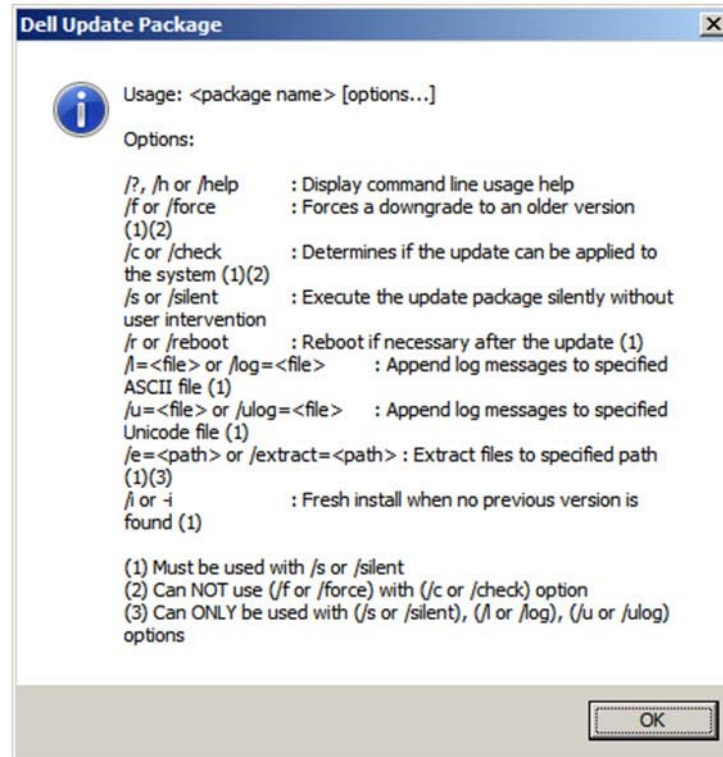 Dell Update Package
Usage: <package name> [options...]
Options:
/?, /h or /help : Display command line usage help
/f or /force : Forces a downgrade to an older version
(1)(2)
/c or /check : Determines if the update can be applied to
the system (1)(2)
/s or /silent : Execute the update package silently without
user intervention
/r or /reboot : Reboot if necessary after the update (1)
/l=<file> or /log=<file> : Append log messages to specified
ASCII file (1)
/u=<file> or /ulog=<file> : Append log messages to specified
Unicode file (1)
/e=<path> or /extract=<path> : Extract files to specified path
(1)(3)
/i or -i : Fresh install when no previous version is
found (1)
(1) Must be used with /s or /silent
(2) Can NOT use (/f or /force) with (/c or /check) option
(3) Can ONLY be used with (/s or /silent), (/l or /log), (/u or /ulog)
options
OK